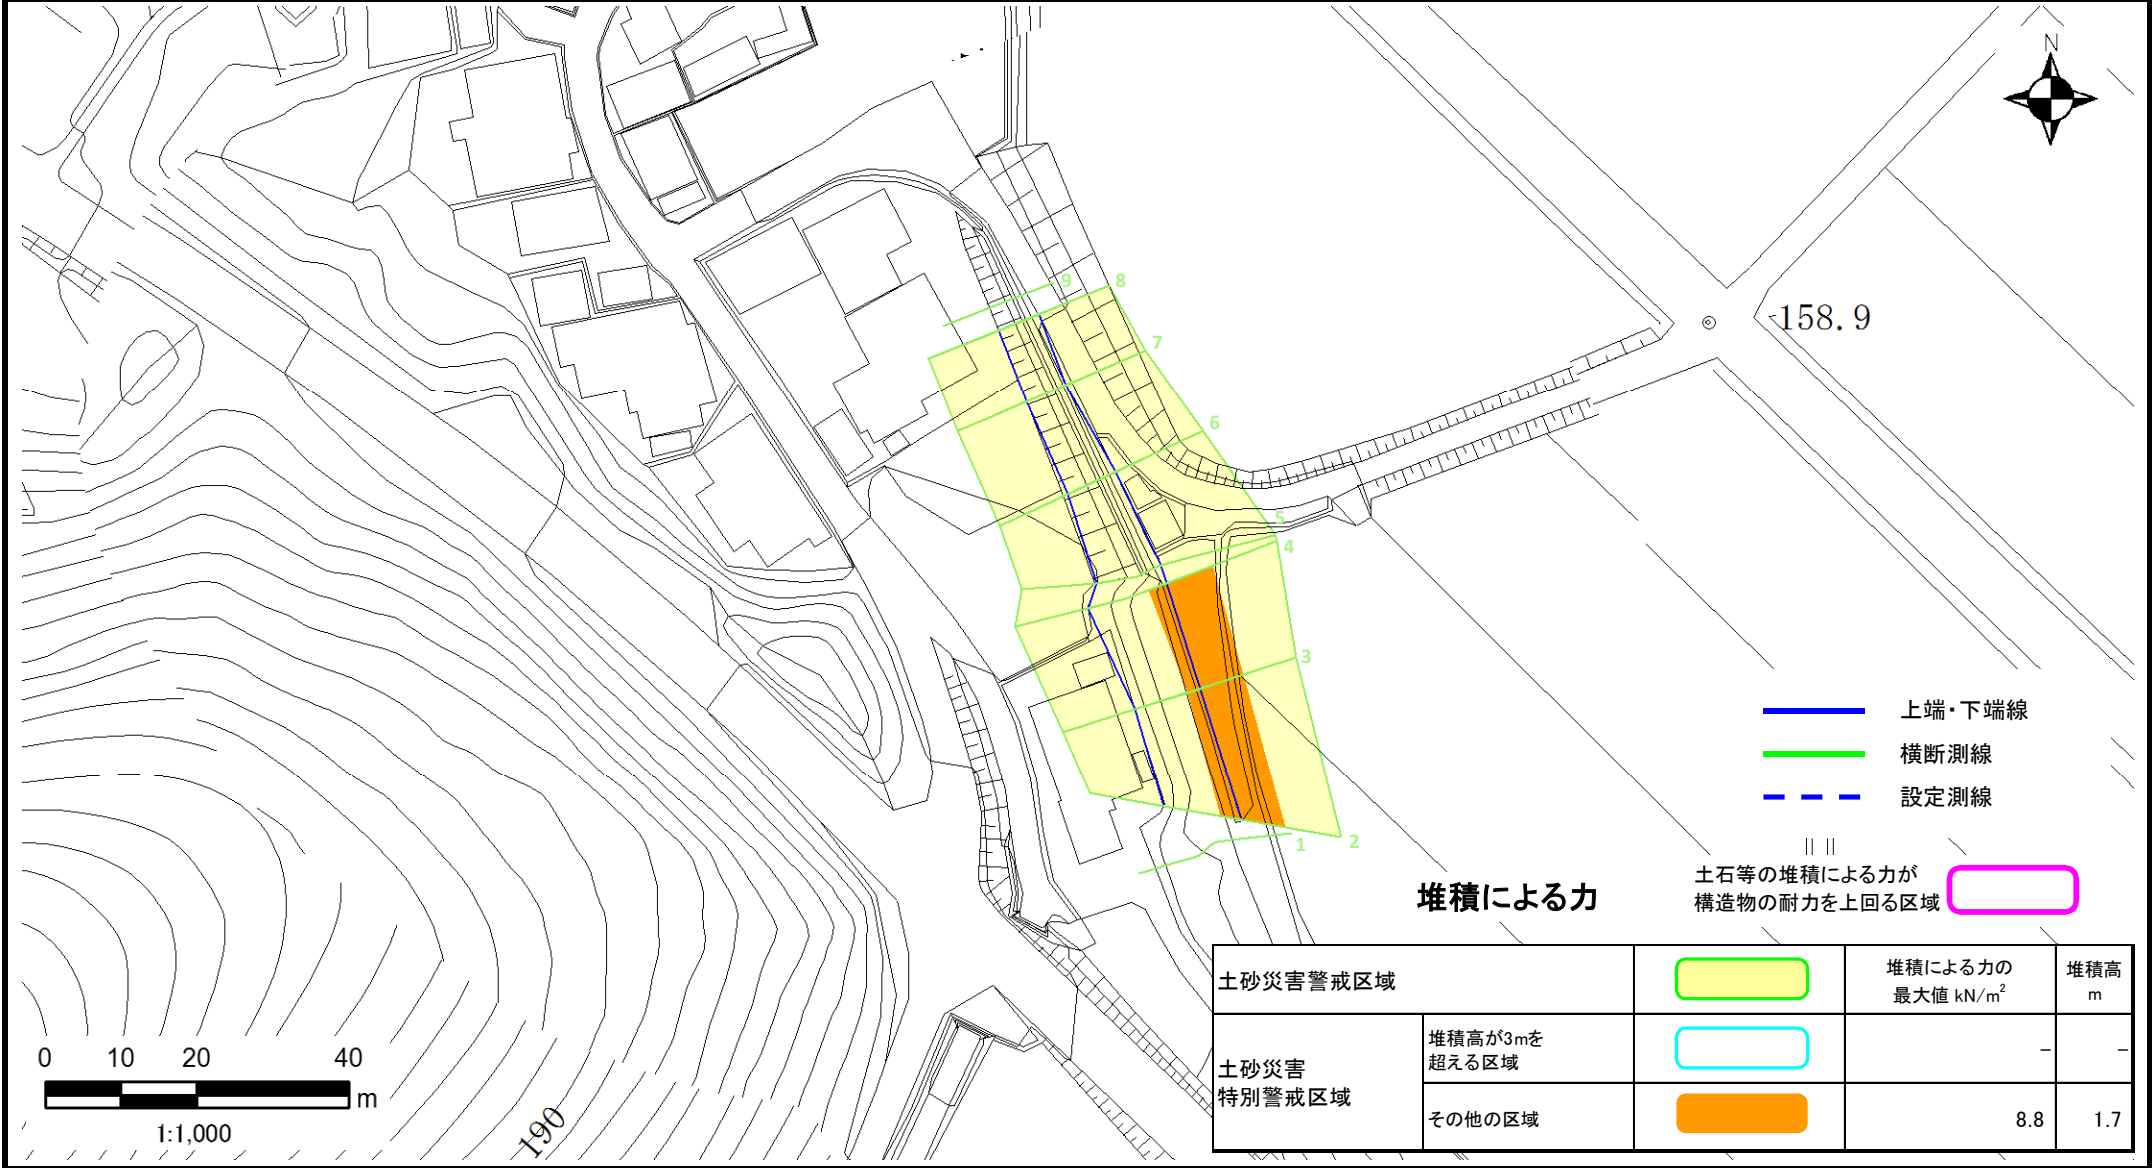 N
158.9
9
8
7
6
5
4
3
2
1
上端・下端線
横断測線
設定測線
堆積による力
土石等の堆積による力が
構造物の耐力を上回る区域
土砂災害警戒区域
堆積による力の
最大値 kN/m²
堆積高
m
土砂災害
特別警戒区域
堆積高が3mを
超える区域
－
－
その他の区域
8.8
1.7
0 10 20 40
m
1:1,000
190